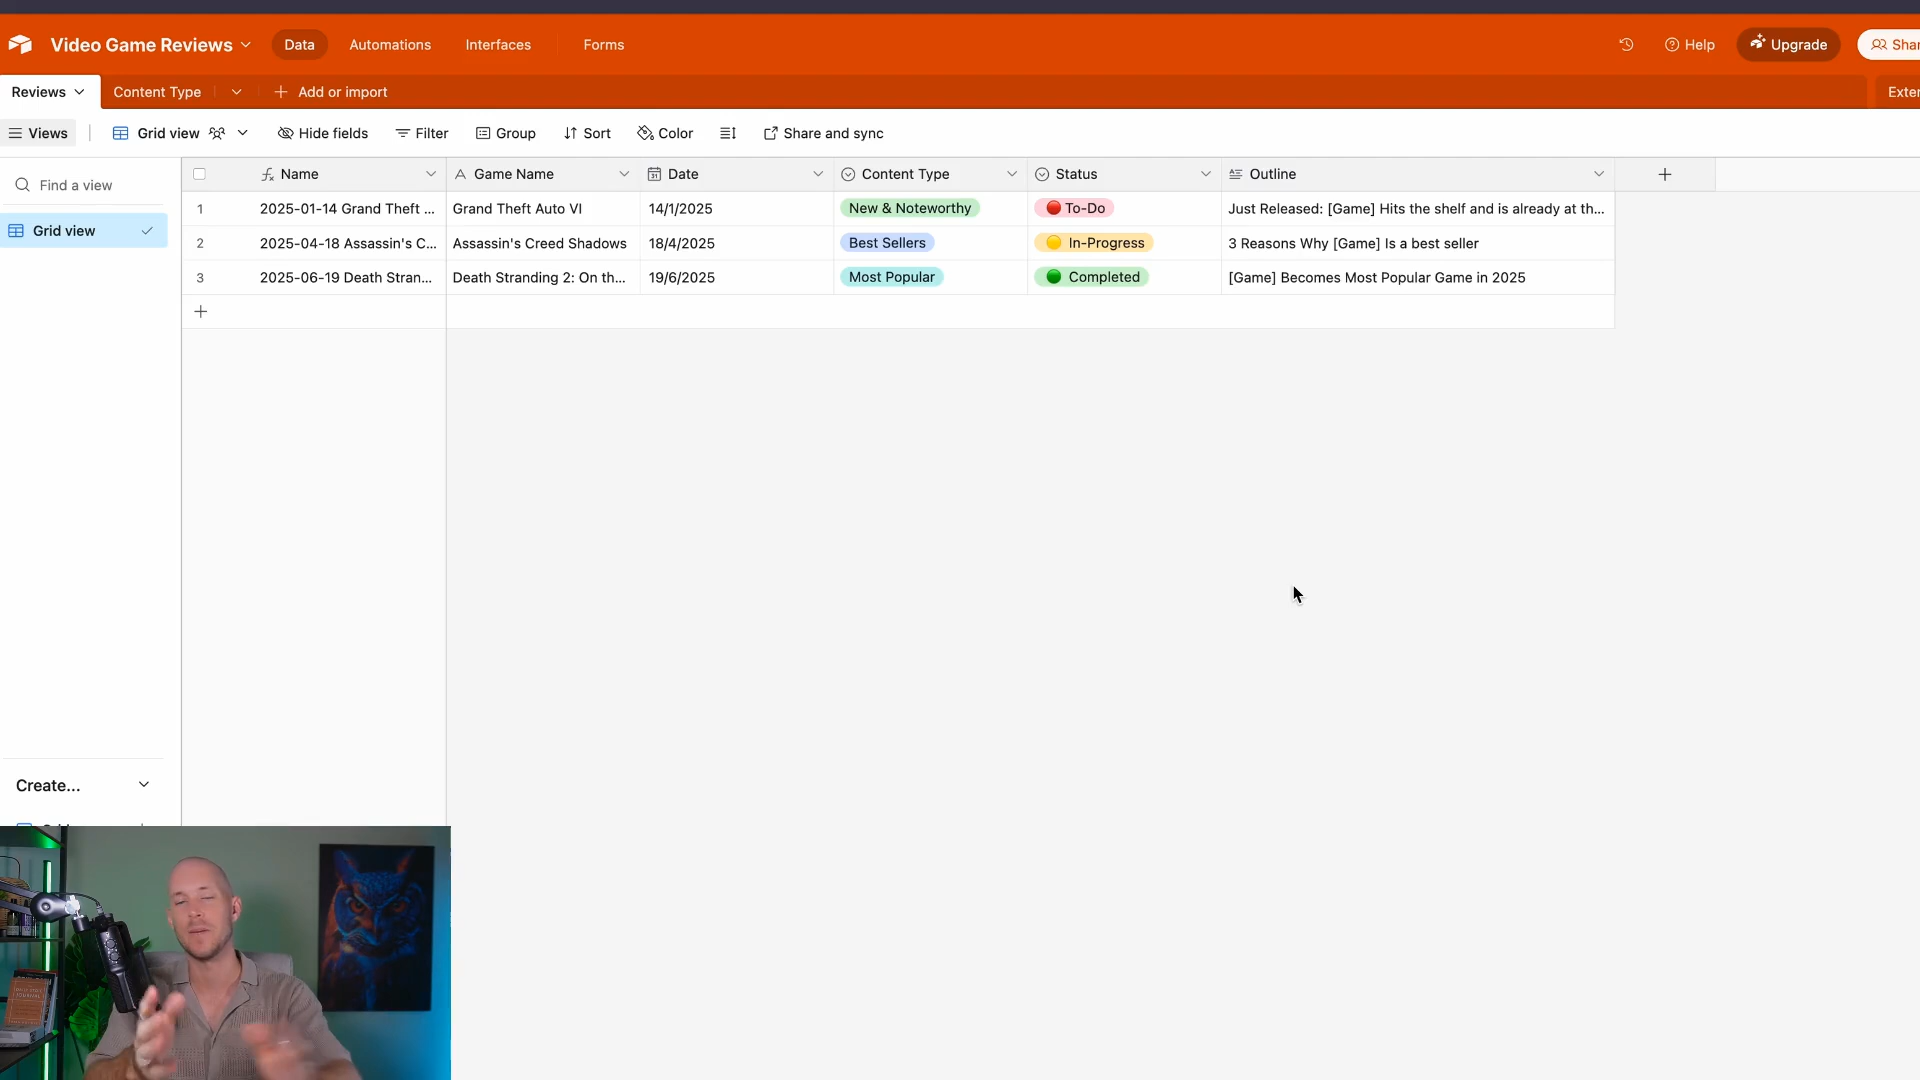 Video Game Reviews Data Automations Interfaces Forms Help Upgrade Shar
Reviews Content Type Add or import Exter
Views Grid view Hide fields Filter Group Sort Color Share and sync
Find a view
Grid view
Name Game Name Date Content Type Status Outline
1 2025-01-14 Grand Theft ... Grand Theft Auto VI 14/1/2025 New & Noteworthy To-Do Just Released: [Game] Hits the shelf and is already at th...
2 2025-04-18 Assassin's C... Assassin's Creed Shadows 18/4/2025 Best Sellers In-Progress 3 Reasons Why [Game] Is a best seller
3 2025-06-19 Death Stran... Death Stranding 2: On th... 19/6/2025 Most Popular Completed [Game] Becomes Most Popular Game in 2025
Create...